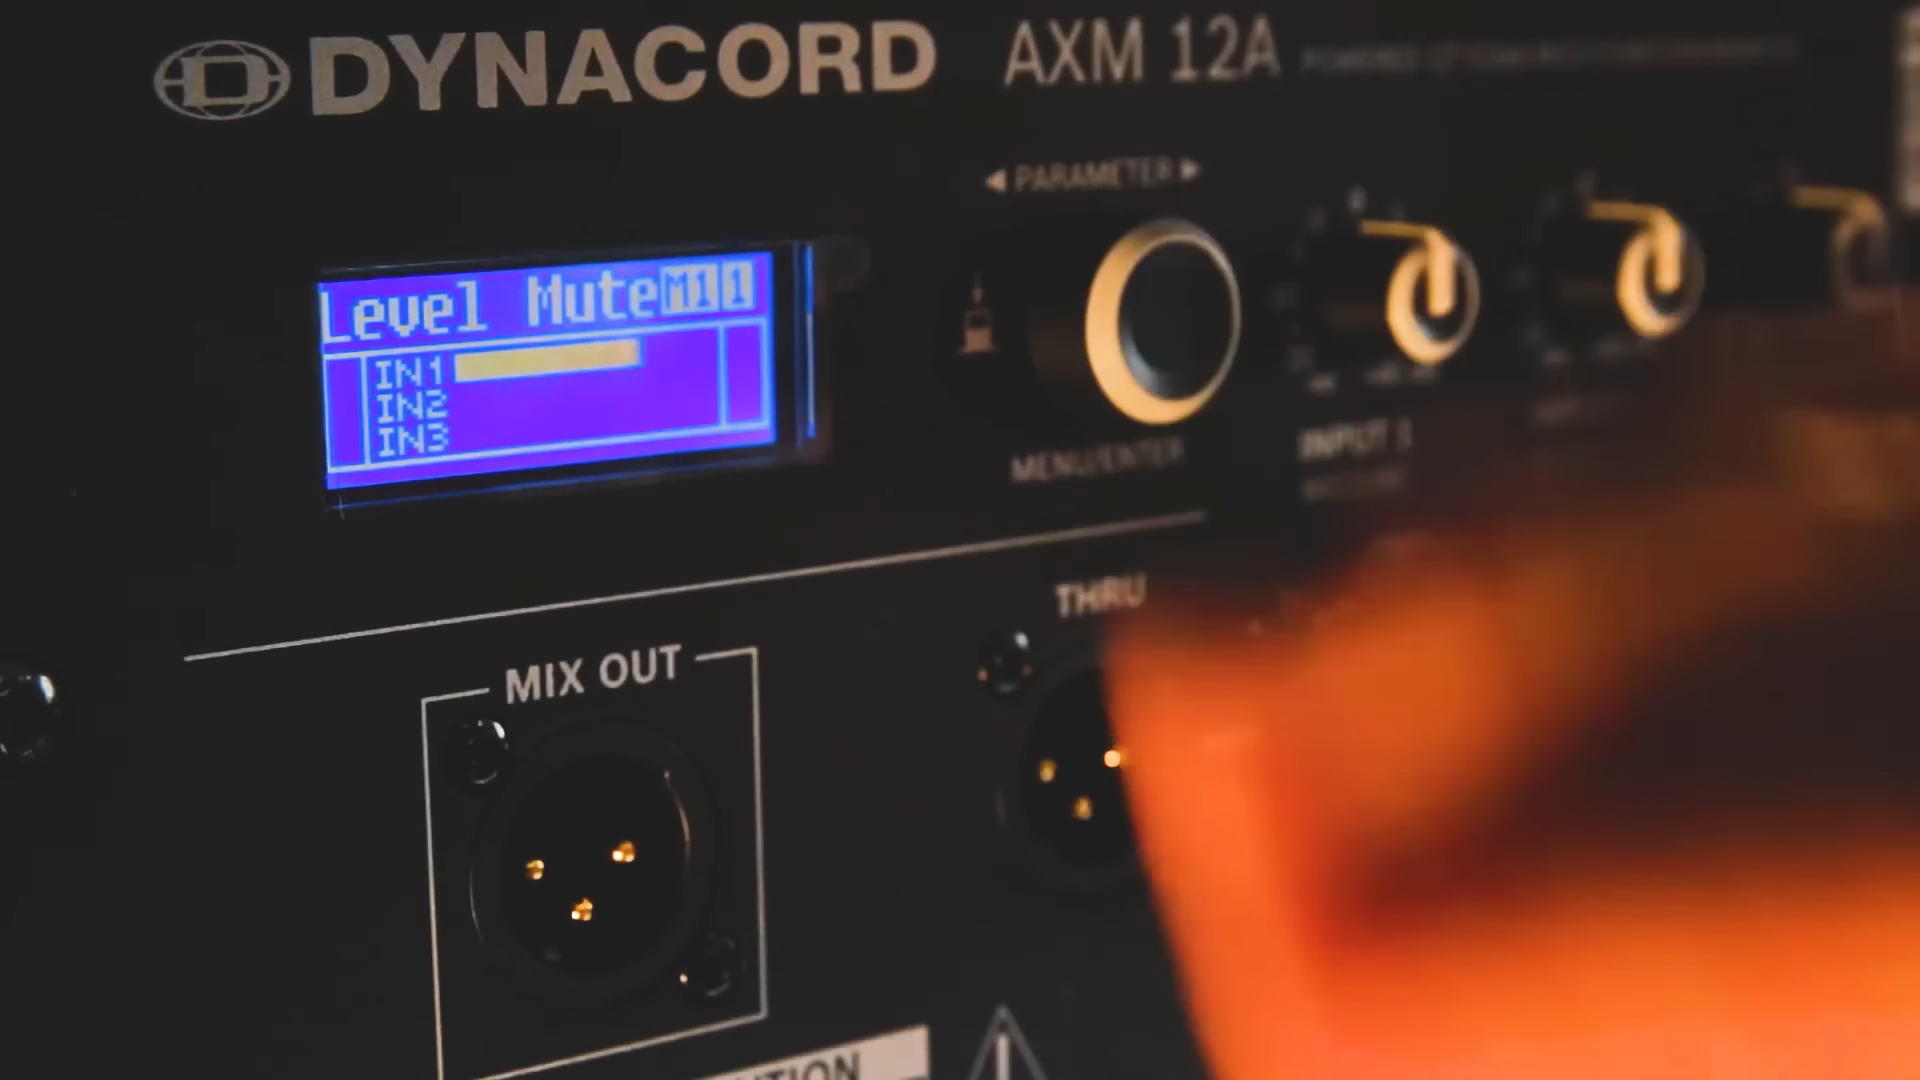 DYNACORD AXM 12A
◀ PARAMETER ▶
Level Mute M1 1
IN1
IN2
IN3
MENU/ENTER
INPUT 1
THRU
MIX OUT